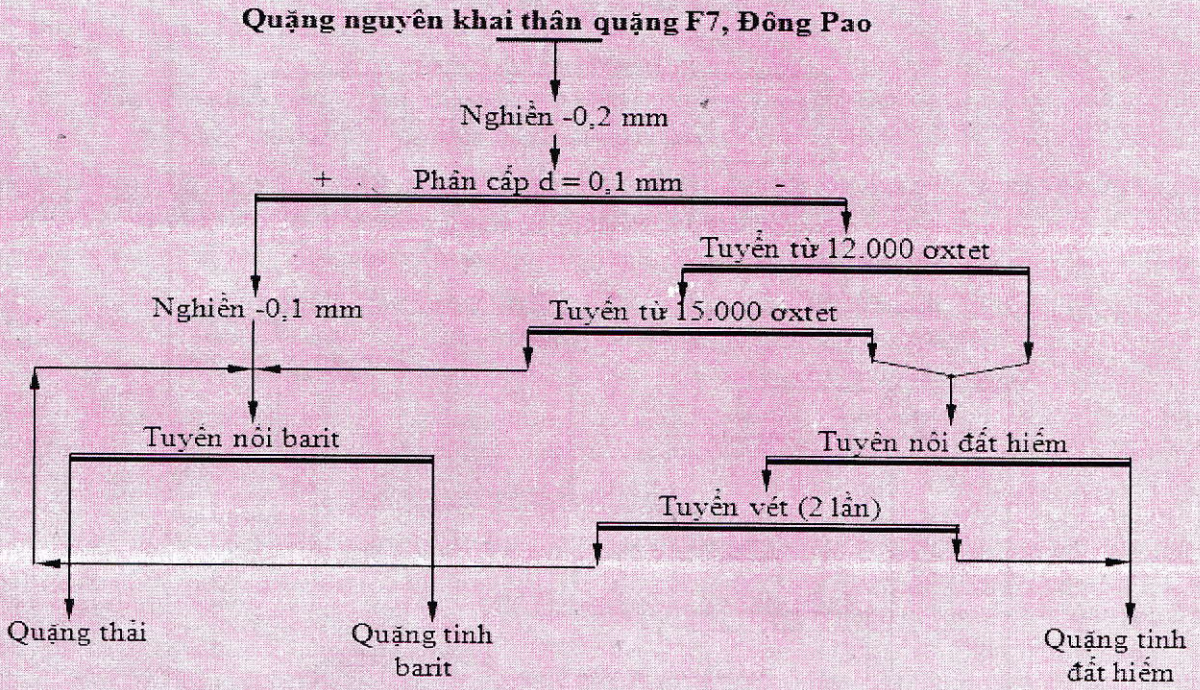 Quặng nguyên khai thân quặng F7, Đông Pao
Nghiền -0,2 mm
+ Phân cấp d = 0,1 mm -
Tuyển từ 12.000 ơxtet
Nghiền -0,1 mm
Tuyển từ 15.000 ơxtet
Tuyển nổi barit
Tuyển nổi đất hiếm
Tuyển vét (2 lần)
Quặng thải
Quặng tinh
barit
Quặng tinh
đất hiếm